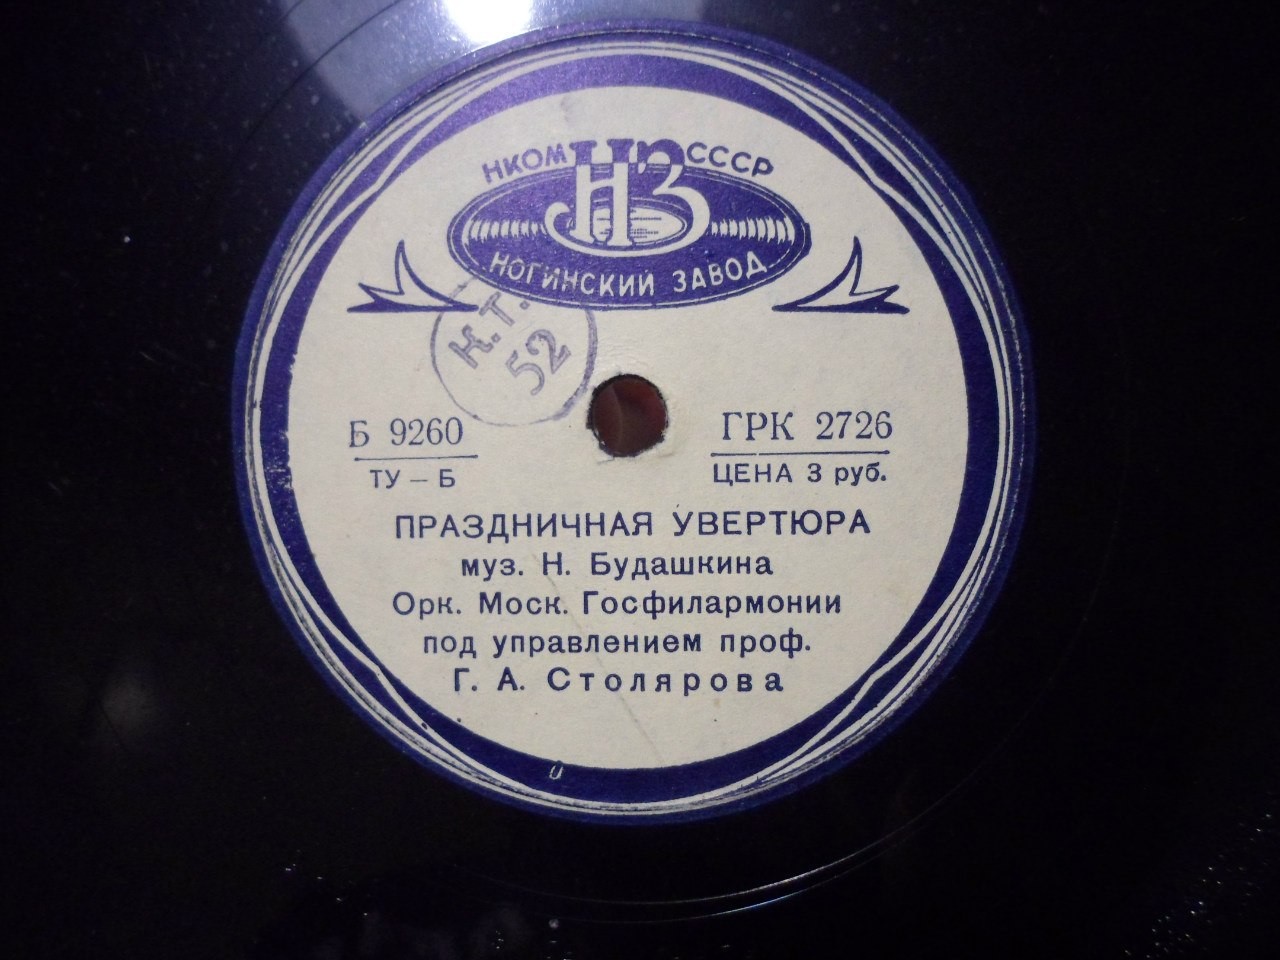 НКОМ НЗ СССР
НОГИНСКИЙ ЗАВОД
К.Т.
52
Б 9260
ТУ — Б
ГРК 2726
ЦЕНА 3 руб.
ПРАЗДНИЧНАЯ УВЕРТЮРА
муз. Н. Будашкина
Орк. Моск. Госфилармонии
под управлением проф.
Г. А. Столярова